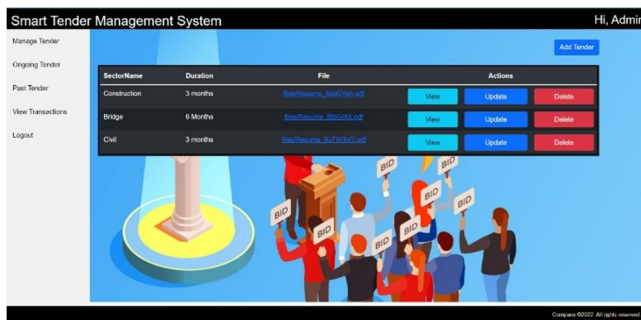 Smart Tender Management System Hi, Admin
Manage Tender
Ongoing Tender
Past Tender
View Transactions
Logout
Add Tender
SectorName Duration File Actions
Construction 3 months View Update Delete
Bridge 6 Months View Update Delete
Civil 3 months View Update Delete
BID
BID
BID
BID
BID
BID
BID
BID
Company ©2022. All rights reserved.